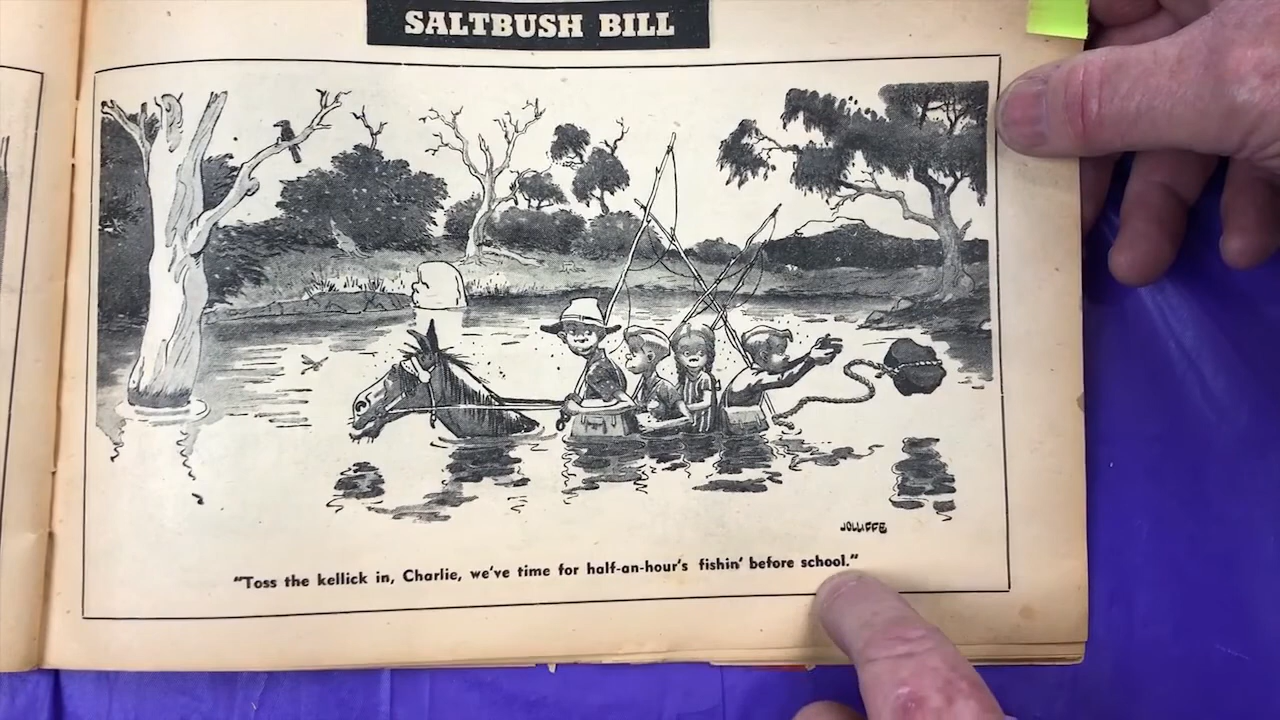 SALTBUSH BILL
JOLLIFFE
"Toss the kellick in, Charlie, we've time for half-an-hour's fishin' before school."